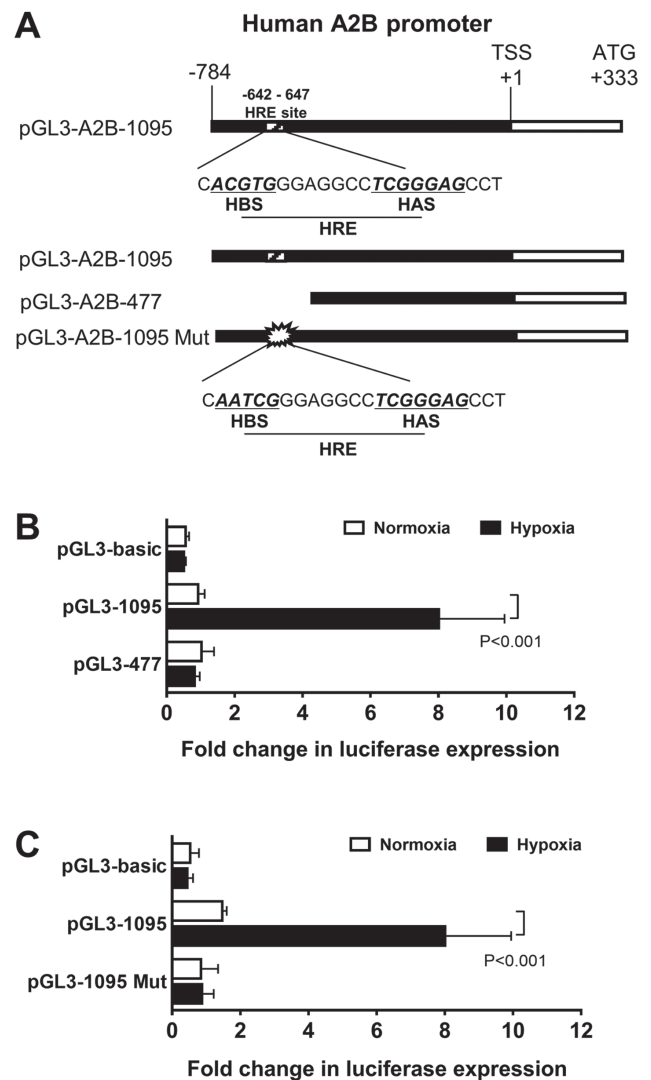 A
Human A2B promoter
TSS
ATG
-784
+1
+333
-642 - 647
HRE site
pGL3-A2B-1095
CACGTGGGAGGCCTCGGGAGCCT
HBS
HAS
HRE
pGL3-A2B-1095
pGL3-A2B-477
pGL3-A2B-1095 Mut
CAATCGGGAGGCCTCGGGAGCCT
HBS
HAS
HRE
B
Normoxia
Hypoxia
pGL3-basic
pGL3-1095
P<0.001
pGL3-477
0 2 4 6 8 10 12
Fold change in luciferase expression
C
Normoxia
Hypoxia
pGL3-basic
pGL3-1095
P<0.001
pGL3-1095 Mut
0 2 4 6 8 10 12
Fold change in luciferase expression